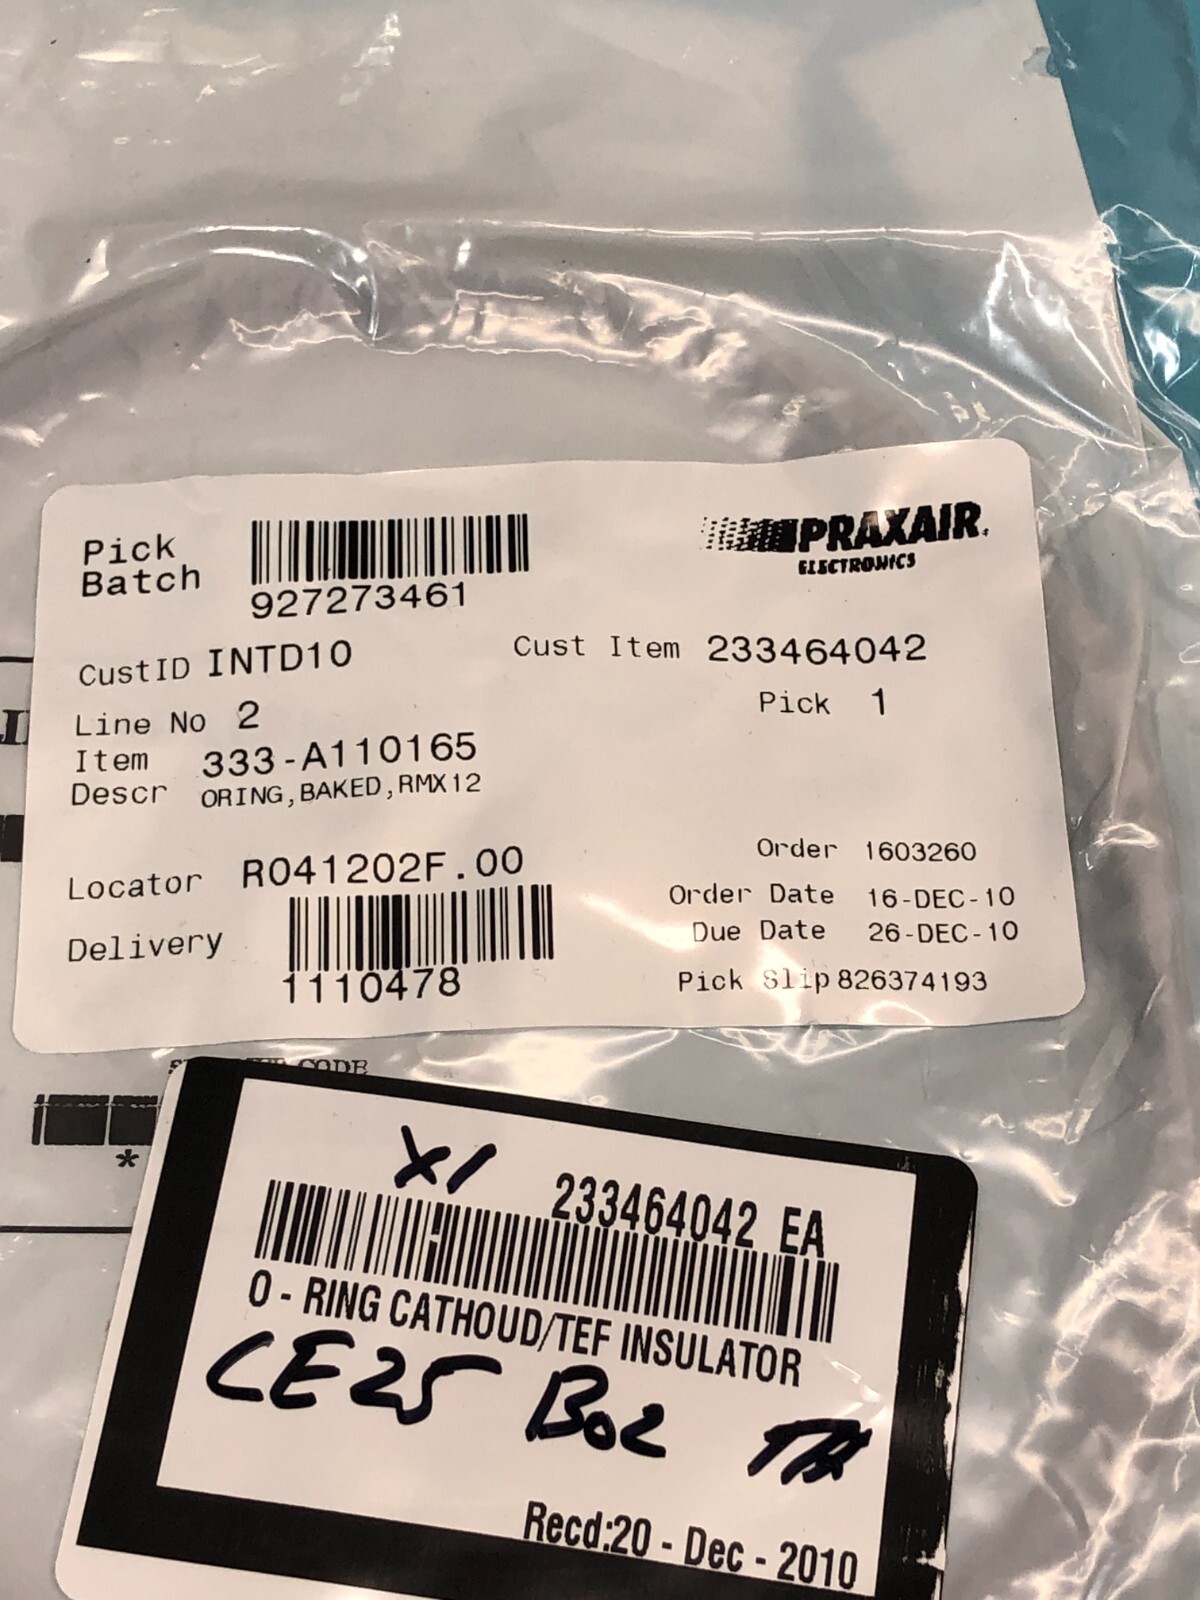 Pick
Batch
927273461
PRAXAIR
ELECTRONICS
CustID INTD10
Cust Item 233464042
Line No 2
Pick 1
Item 333-A110165
Descr ORING,BAKED,RMX12
Locator R041202F.00
Order 1603260
Order Date 16-DEC-10
Delivery
Due Date 26-DEC-10
1110478
Pick Slip 826374193
CODE
*
X1
233464042 EA
O - RING CATHOUD/TEF INSULATOR
CE25 B02
Recd:20 - Dec - 2010